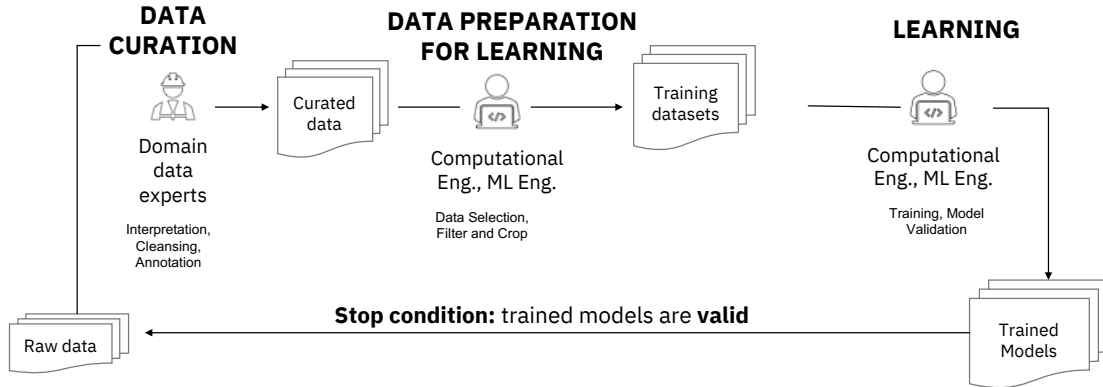 DATA
CURATION
Domain
data
experts
Interpretation,
Cleansing,
Annotation
Curated
data
DATA PREPARATION
FOR LEARNING
</>
Computational
Eng., ML Eng.
Data Selection,
Filter and Crop
Training
datasets
LEARNING
</>
Computational
Eng., ML Eng.
Training, Model
Validation
Raw data
Stop condition: trained models are valid
Trained
Models